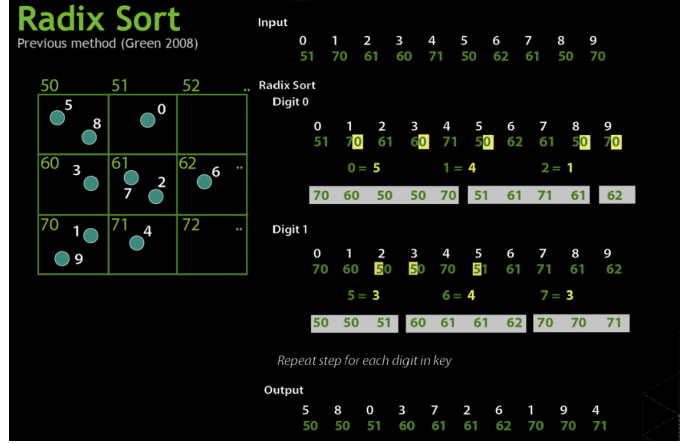 Radix Sort
Previous method (Green 2008)
50 51 52 ..
5 8 0
60 61 62 ..
3 7 2 6
70 71 72 ..
1 9 4
Input
0 1 2 3 4 5 6 7 8 9
51 70 61 60 71 50 62 61 50 70
Radix Sort
Digit 0
0 1 2 3 4 5 6 7 8 9
51 70 61 60 71 50 62 61 50 70
0 = 5 1 = 4 2 = 1
70 60 50 50 70 51 61 71 61 62
Digit 1
0 1 2 3 4 5 6 7 8 9
70 60 50 50 70 51 61 71 61 62
5 = 3 6 = 4 7 = 3
50 50 51 60 61 61 62 70 70 71
Repeat step for each digit in key
Output
5 8 0 3 7 2 6 1 9 4
50 50 51 60 61 61 62 70 70 71